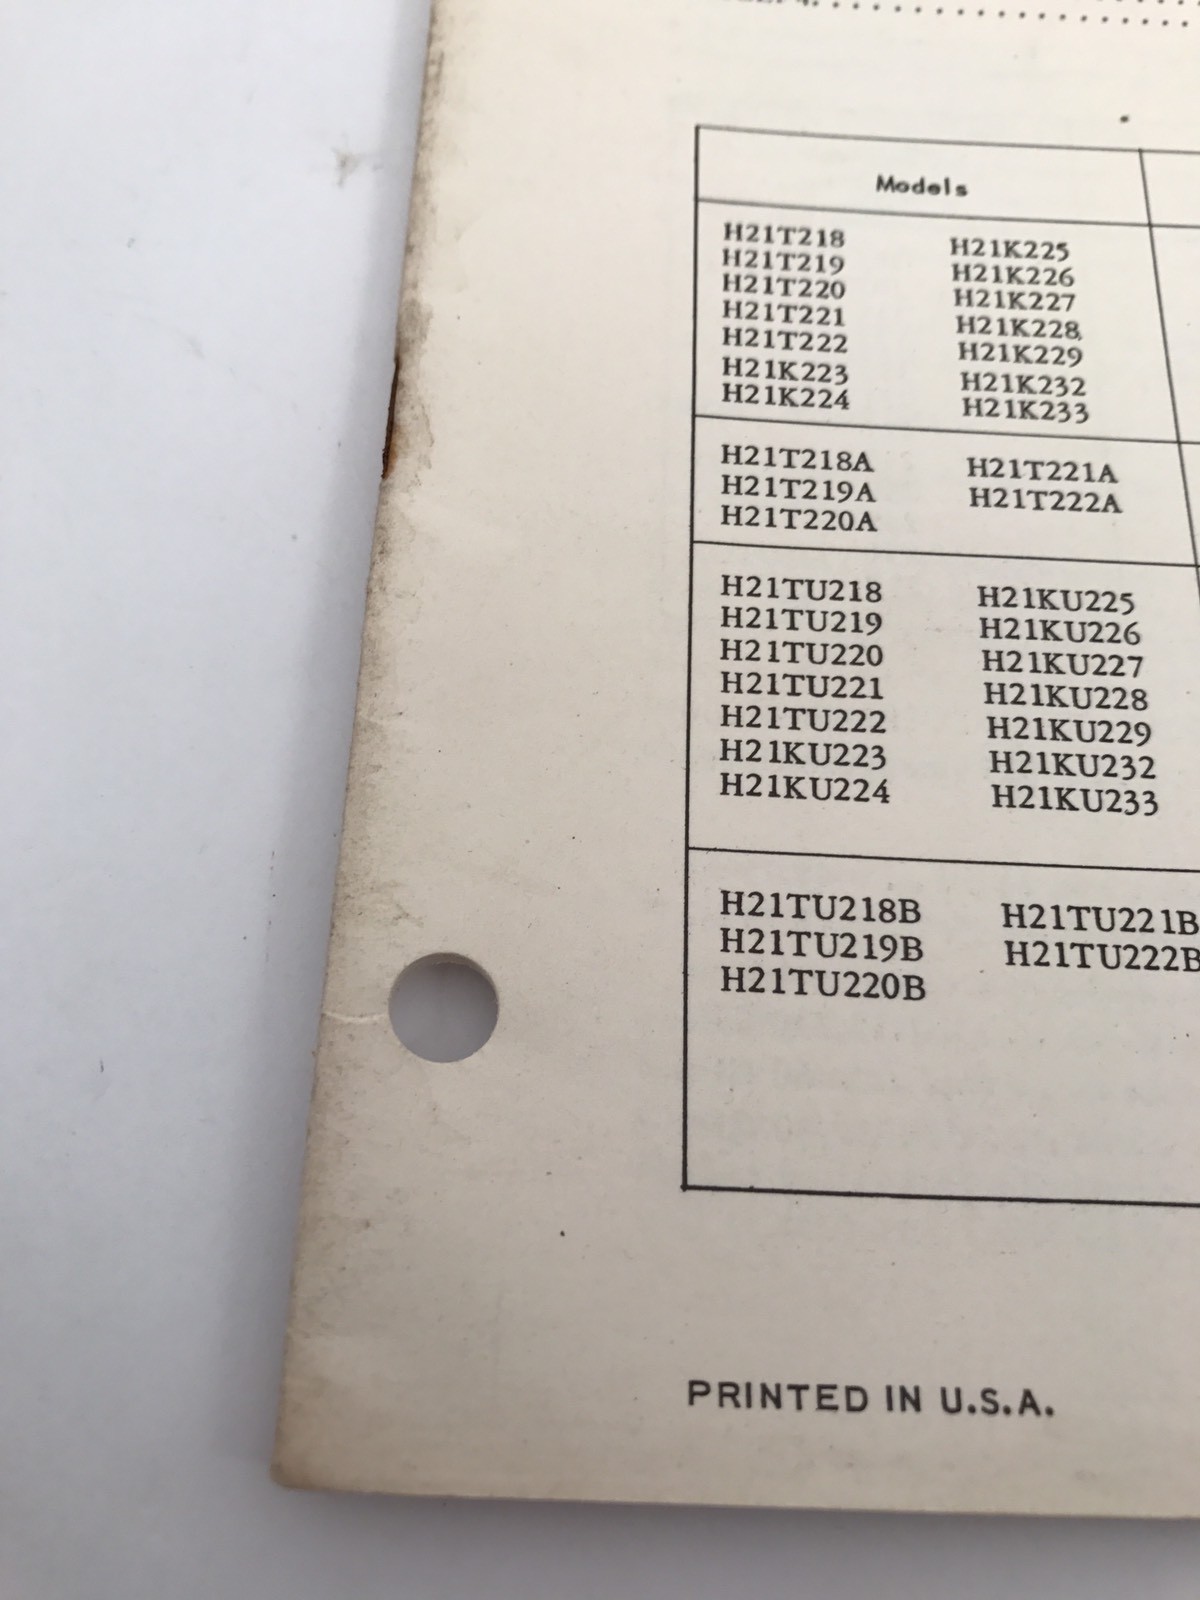 Models
H21T218 H21K225
H21T219 H21K226
H21T220 H21K227
H21T221 H21K228
H21T222 H21K229
H21K223 H21K232
H21K224 H21K233
H21T218A H21T221A
H21T219A H21T222A
H21T220A
H21TU218 H21KU225
H21TU219 H21KU226
H21TU220 H21KU227
H21TU221 H21KU228
H21TU222 H21KU229
H21KU223 H21KU232
H21KU224 H21KU233
H21TU218B H21TU221B
H21TU219B H21TU222B
H21TU220B
PRINTED IN U.S.A.